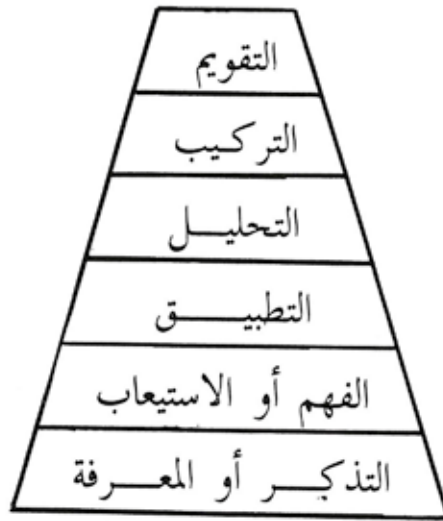 التقويم
التركيب
التحليل
التطبيق
الفهم أو الاستيعاب
التذكر أو المعرفة